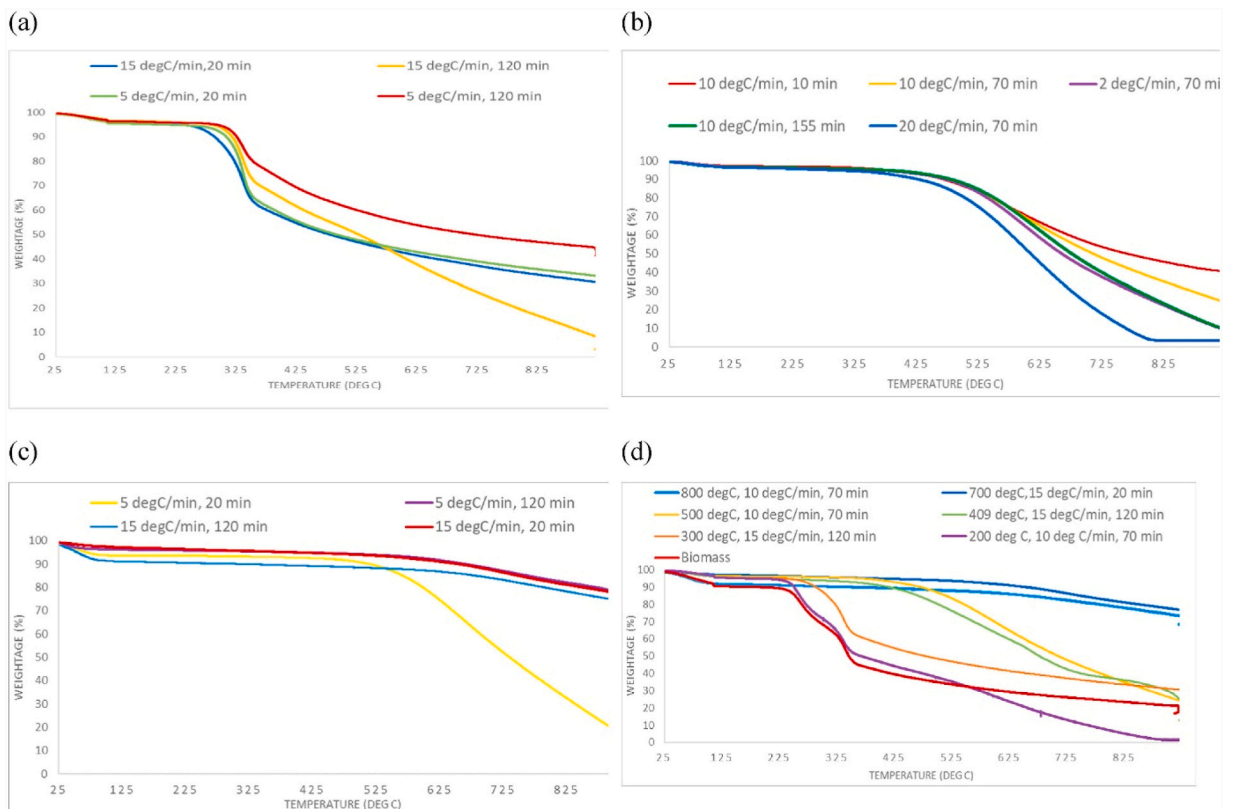 (a)
15 degC/min,20 min
15 degC/min, 120 min
5 degC/min, 20 min
5 degC/min, 120 min
100
90
80
70
60
50
40
30
20
10
0
WEIGHTAGE (%)
25 125 225 325 425 525 625 725 825
TEMPERATURE (DEG C)
(b)
10 degC/min, 10 min
10 degC/min, 70 min
2 degC/min, 70 min
10 degC/min, 155 min
20 degC/min, 70 min
100
90
80
70
60
50
40
30
20
10
0
WEIGHTAGE (%)
25 125 225 325 425 525 625 725 825
TEMPERATURE (DEG C)
(c)
5 degC/min, 20 min
5 degC/min, 120 min
15 degC/min, 120 min
15 degC/min, 20 min
100
90
80
70
60
50
40
30
20
10
0
WEIGHTAGE (%)
25 125 225 325 425 525 625 725 825
TEMPERATURE (DEG C)
(d)
800 degC, 10 degC/min, 70 min
700 degC,15 degC/min, 20 min
500 degC, 10 degC/min, 70 min
409 degC, 15 degC/min, 120 min
300 degC, 15 degC/min, 120 min
200 deg C, 10 deg C/min, 70 min
Biomass
100
90
80
70
60
50
40
30
20
10
0
WEIGHTAGE (%)
25 125 225 325 425 525 625 725 825
TEMPERATURE (DEG C)